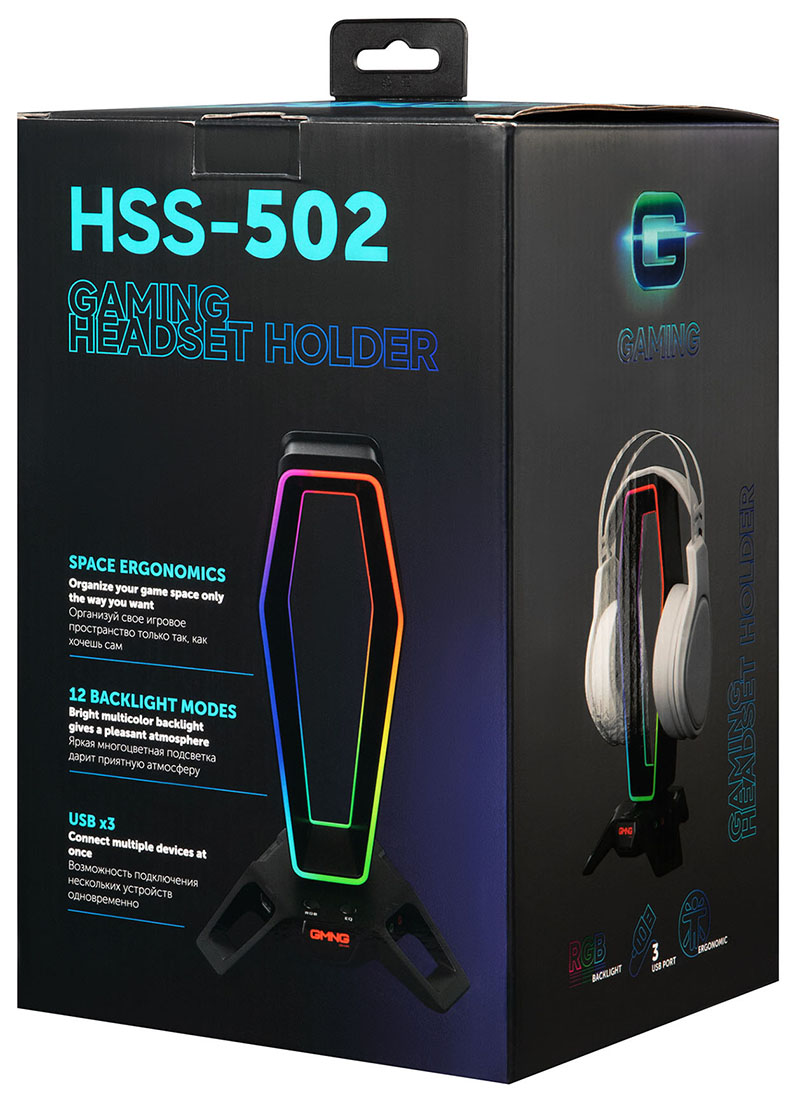 HSS-502
GAMING
HEADSET HOLDER
SPACE ERGONOMICS
Organize your game space only
the way you want
Организуй свое игровое
пространство только так, как
хочешь сам
12 BACKLIGHT MODES
Bright multicolor backlight
gives a pleasant atmosphere
Яркая многоцветная подсветка
дарит приятную атмосферу
USB x3
Connect multiple devices at
once
Возможность подключения
нескольких устройств
одновременно
RGB
EQ
GMNG
G
GAMING
GMNG
GAMING
HEADSET HOLDER
RGB
BACKLIGHT
3
USB PORT
ERGONOMIC